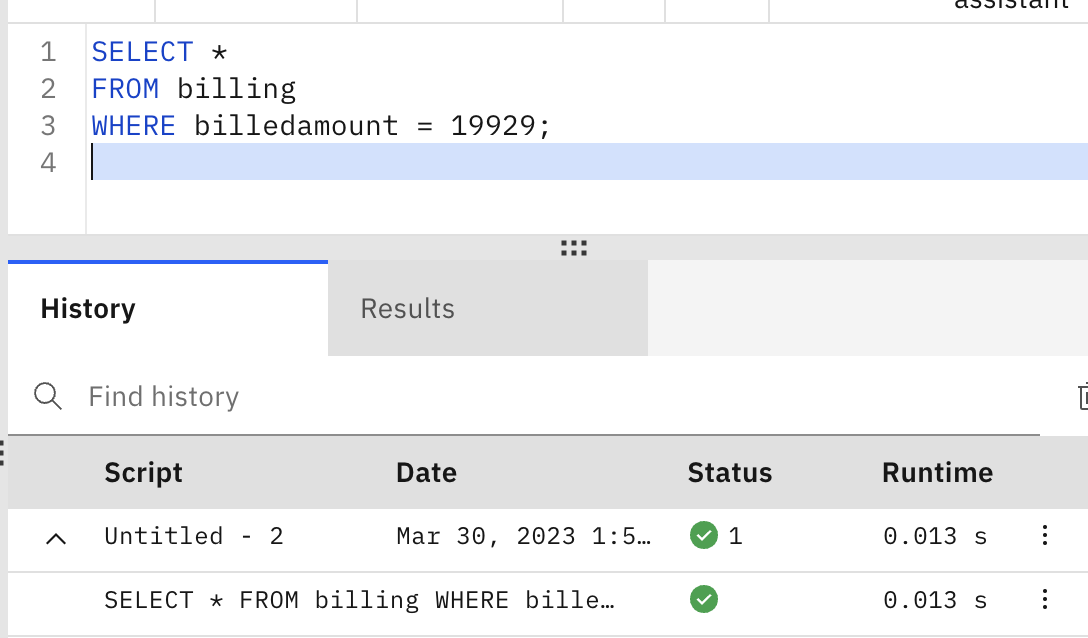 assistant
1 SELECT *
2 FROM billing
3 WHERE billedamount = 19929;
4
History Results
Find history
Script Date Status Runtime
Untitled - 2 Mar 30, 2023 1:5… 1 0.013 s
SELECT * FROM billing WHERE bille… 0.013 s